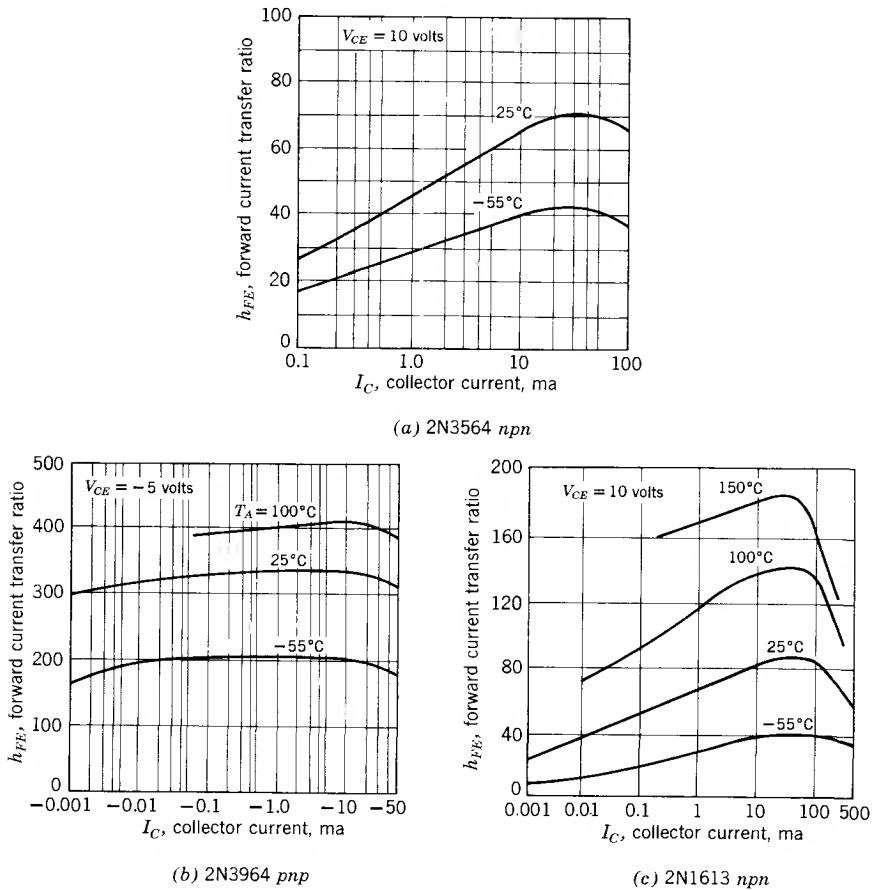 h_FE, forward current transfer ratio
100
80
60
40
20
0
V_CE = 10 volts
25°C
−55°C
0.1
1.0
10
100
I_C, collector current, ma
(a) 2N3564 npn
h_FE, forward current transfer ratio
500
400
300
200
100
0
V_CE = −5 volts
T_A = 100°C
25°C
−55°C
−0.001
−0.01
−0.1
−1.0
−10
−50
I_C, collector current, ma
(b) 2N3964 pnp
h_FE, forward current transfer ratio
200
160
120
80
40
0
V_CE = 10 volts
150°C
100°C
25°C
−55°C
0.001
0.01
0.1
1
10
100
500
I_C, collector current, ma
(c) 2N1613 npn